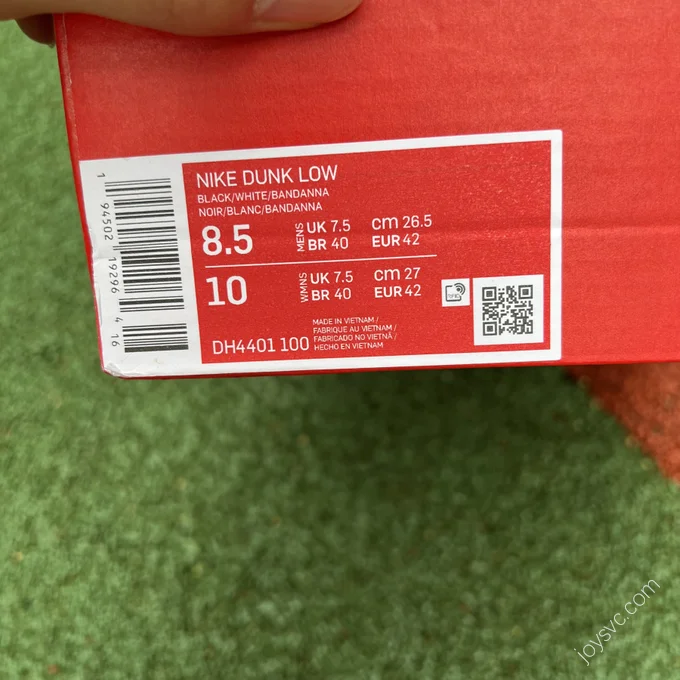 NIKE DUNK LOW
BLACK/WHITE/BANDANNA
NOIR/BLANC/BANDANNA
8.5 MENS UK 7.5 cm 26.5
BR 40 EUR 42
10 WMNS UK 7.5 cm 27
BR 40 EUR 42
MADE IN VIETNAM /
FABRIQUE AU VIETNAM /
FABRICADO NO VIETNÃ /
HECHO EN VIETNAM
DH4401 100
1 94502 19296 4 16
joysvc.com